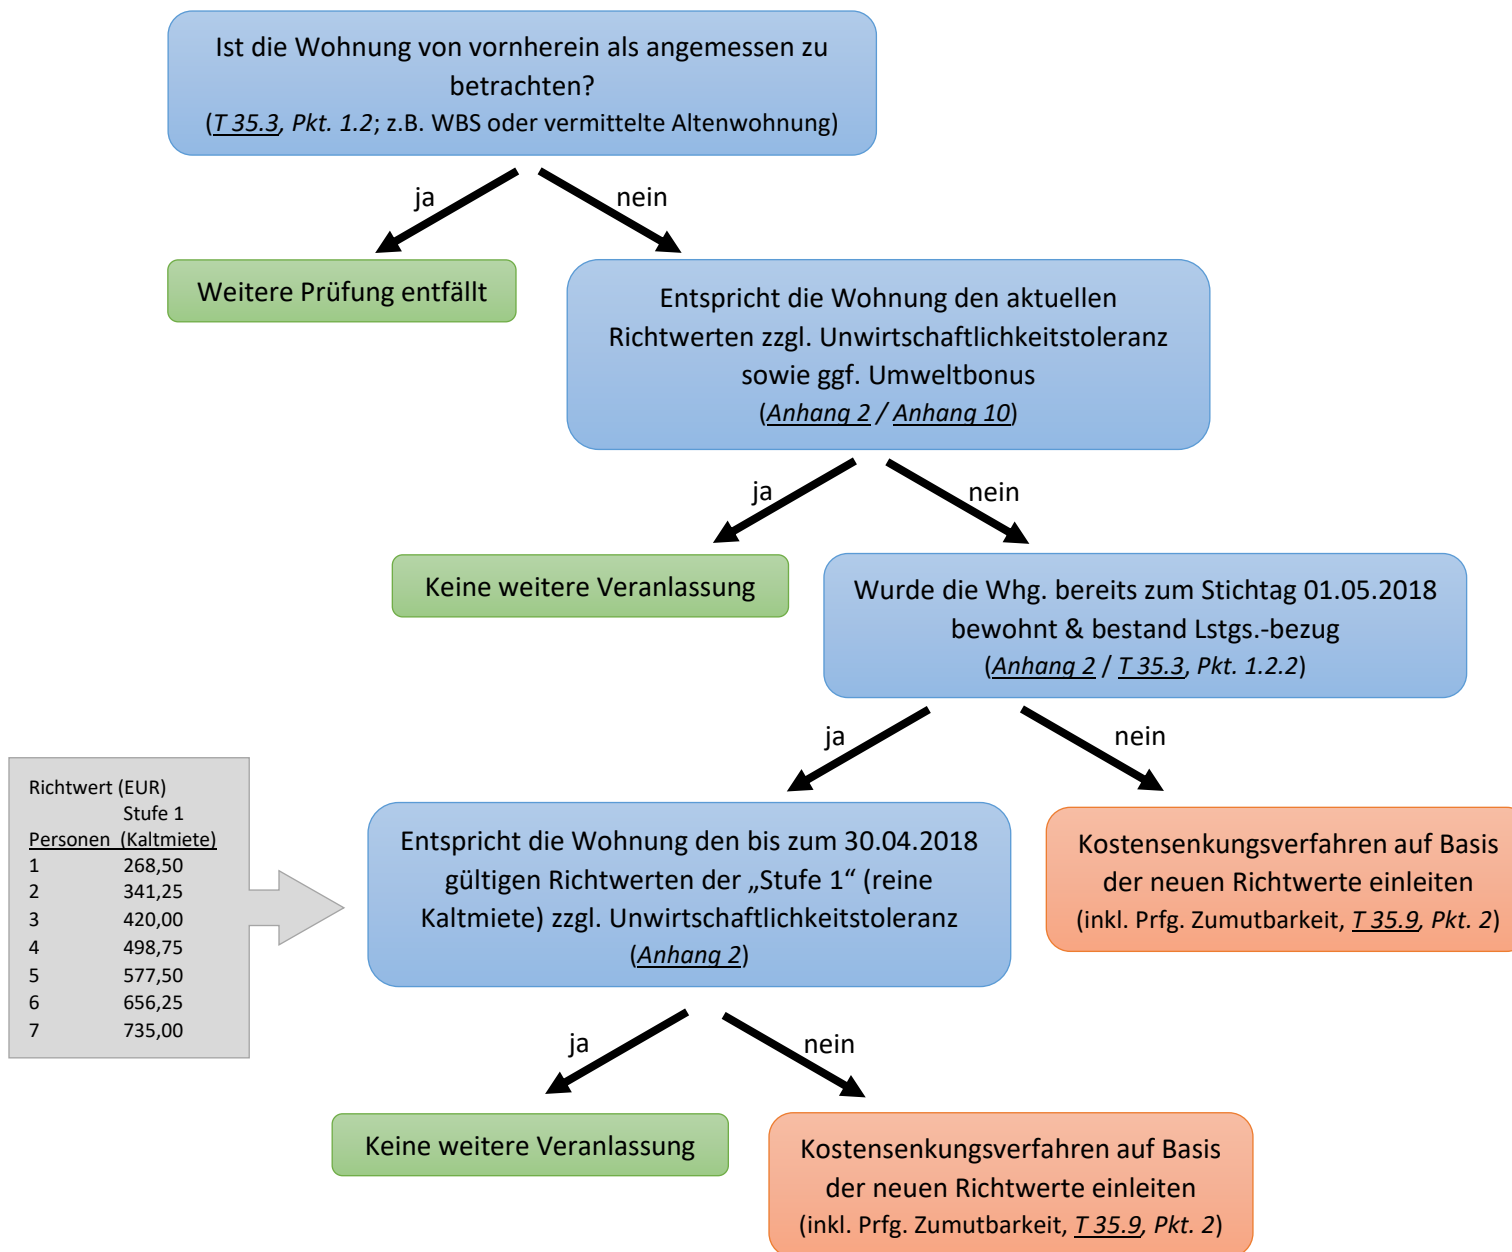 Ist die Wohnung von vornherein als angemessen zu
betrachten?
(T 35.3, Pkt. 1.2; z.B. WBS oder vermittelte Altenwohnung)
ja
nein
Weitere Prüfung entfällt
Entspricht die Wohnung den aktuellen
Richtwerten zzgl. Unwirtschaftlichkeitstoleranz
sowie ggf. Umweltbonus
(Anhang 2 / Anhang 10)
ja
nein
Keine weitere Veranlassung
Wurde die Whg. bereits zum Stichtag 01.05.2018
bewohnt & bestand Lstgs.-bezug
(Anhang 2 / T 35.3, Pkt. 1.2.2)
ja
nein
Richtwert (EUR)
Stufe 1
Personen (Kaltmiete)
1 268,50
2 341,25
3 420,00
4 498,75
5 577,50
6 656,25
7 735,00
Entspricht die Wohnung den bis zum 30.04.2018
gültigen Richtwerten der „Stufe 1“ (reine
Kaltmiete) zzgl. Unwirtschaftlichkeitstoleranz
(Anhang 2)
Kostensenkungsverfahren auf Basis
der neuen Richtwerte einleiten
(inkl. Prfg. Zumutbarkeit, T 35.9, Pkt. 2)
ja
nein
Keine weitere Veranlassung
Kostensenkungsverfahren auf Basis
der neuen Richtwerte einleiten
(inkl. Prfg. Zumutbarkeit, T 35.9, Pkt. 2)